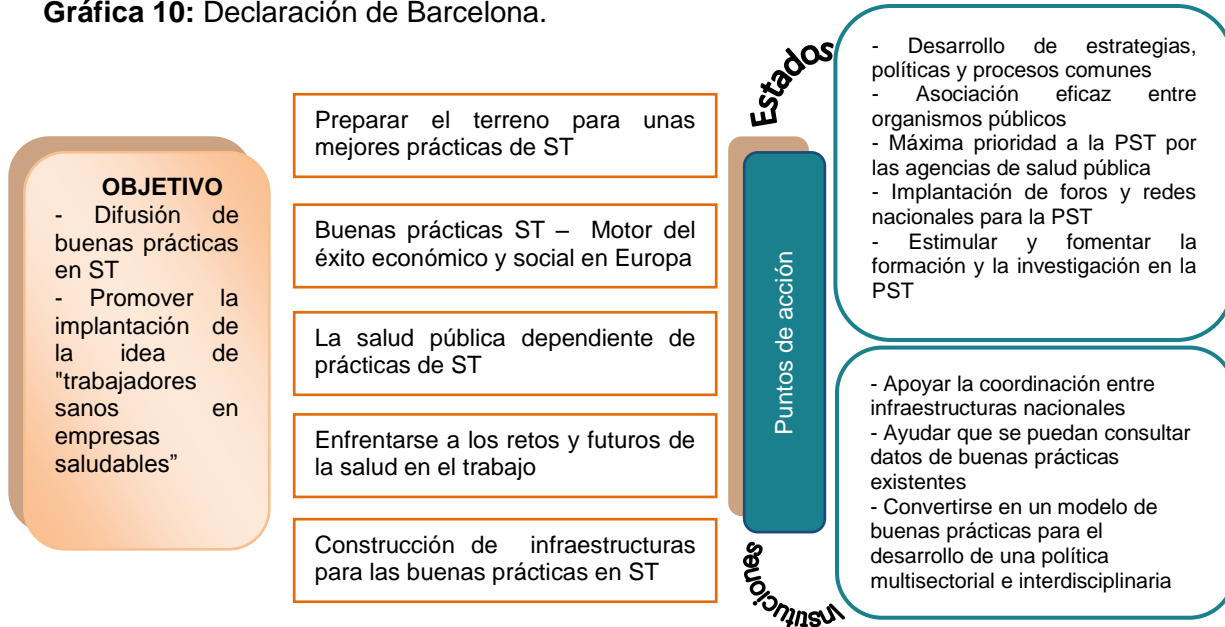 Gráfica 10: Declaración de Barcelona.
OBJETIVO
- Difusión de
buenas prácticas
en ST
- Promover la
implantación de
la idea de
"trabajadores
sanos en
empresas
saludables”
Preparar el terreno para unas
mejores prácticas de ST
Buenas prácticas ST – Motor del
éxito económico y social en Europa
La salud pública dependiente de
prácticas de ST
Enfrentarse a los retos y futuros de
la salud en el trabajo
Construcción de infraestructuras
para las buenas prácticas en ST
Puntos de acción
Estados
- Desarrollo de estrategias,
políticas y procesos comunes
- Asociación eficaz entre
organismos públicos
- Máxima prioridad a la PST por
las agencias de salud pública
- Implantación de foros y redes
nacionales para la PST
- Estimular y fomentar la
formación y la investigación en la
PST
Instituciones
- Apoyar la coordinación entre
infraestructuras nacionales
- Ayudar que se puedan consultar
datos de buenas prácticas
existentes
- Convertirse en un modelo de
buenas prácticas para el
desarrollo de una política
multisectorial e interdisciplinaria